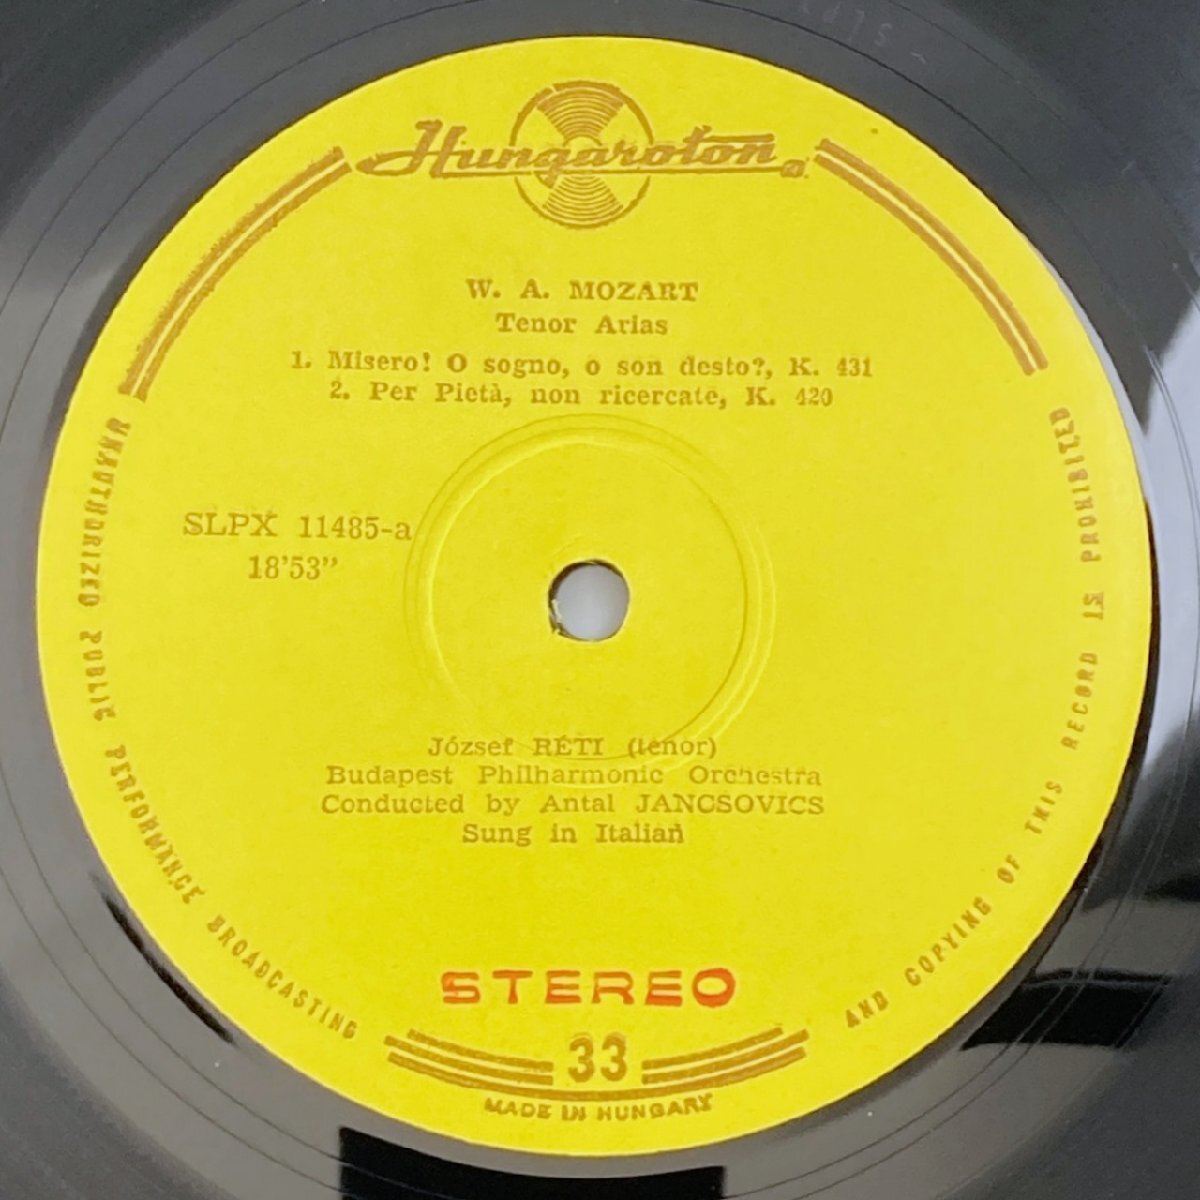 Hungaroton
W. A. MOZART
Tenor Arias
1. Misero! O sogno, o son desto?, K. 431
2. Per Pietà, non ricercate, K. 420
SLPX 11485-a
18'53"
József RÉTI (tenor)
Budapest Philharmonic Orchestra
Conducted by Antal JANCSOVICS
Sung in Italian
STEREO
33
MADE IN HUNGARY
UNAUTHORIZED PUBLIC PERFORMANCE BROADCASTING
AND COPYING OF THIS RECORD IS PROHIBITED